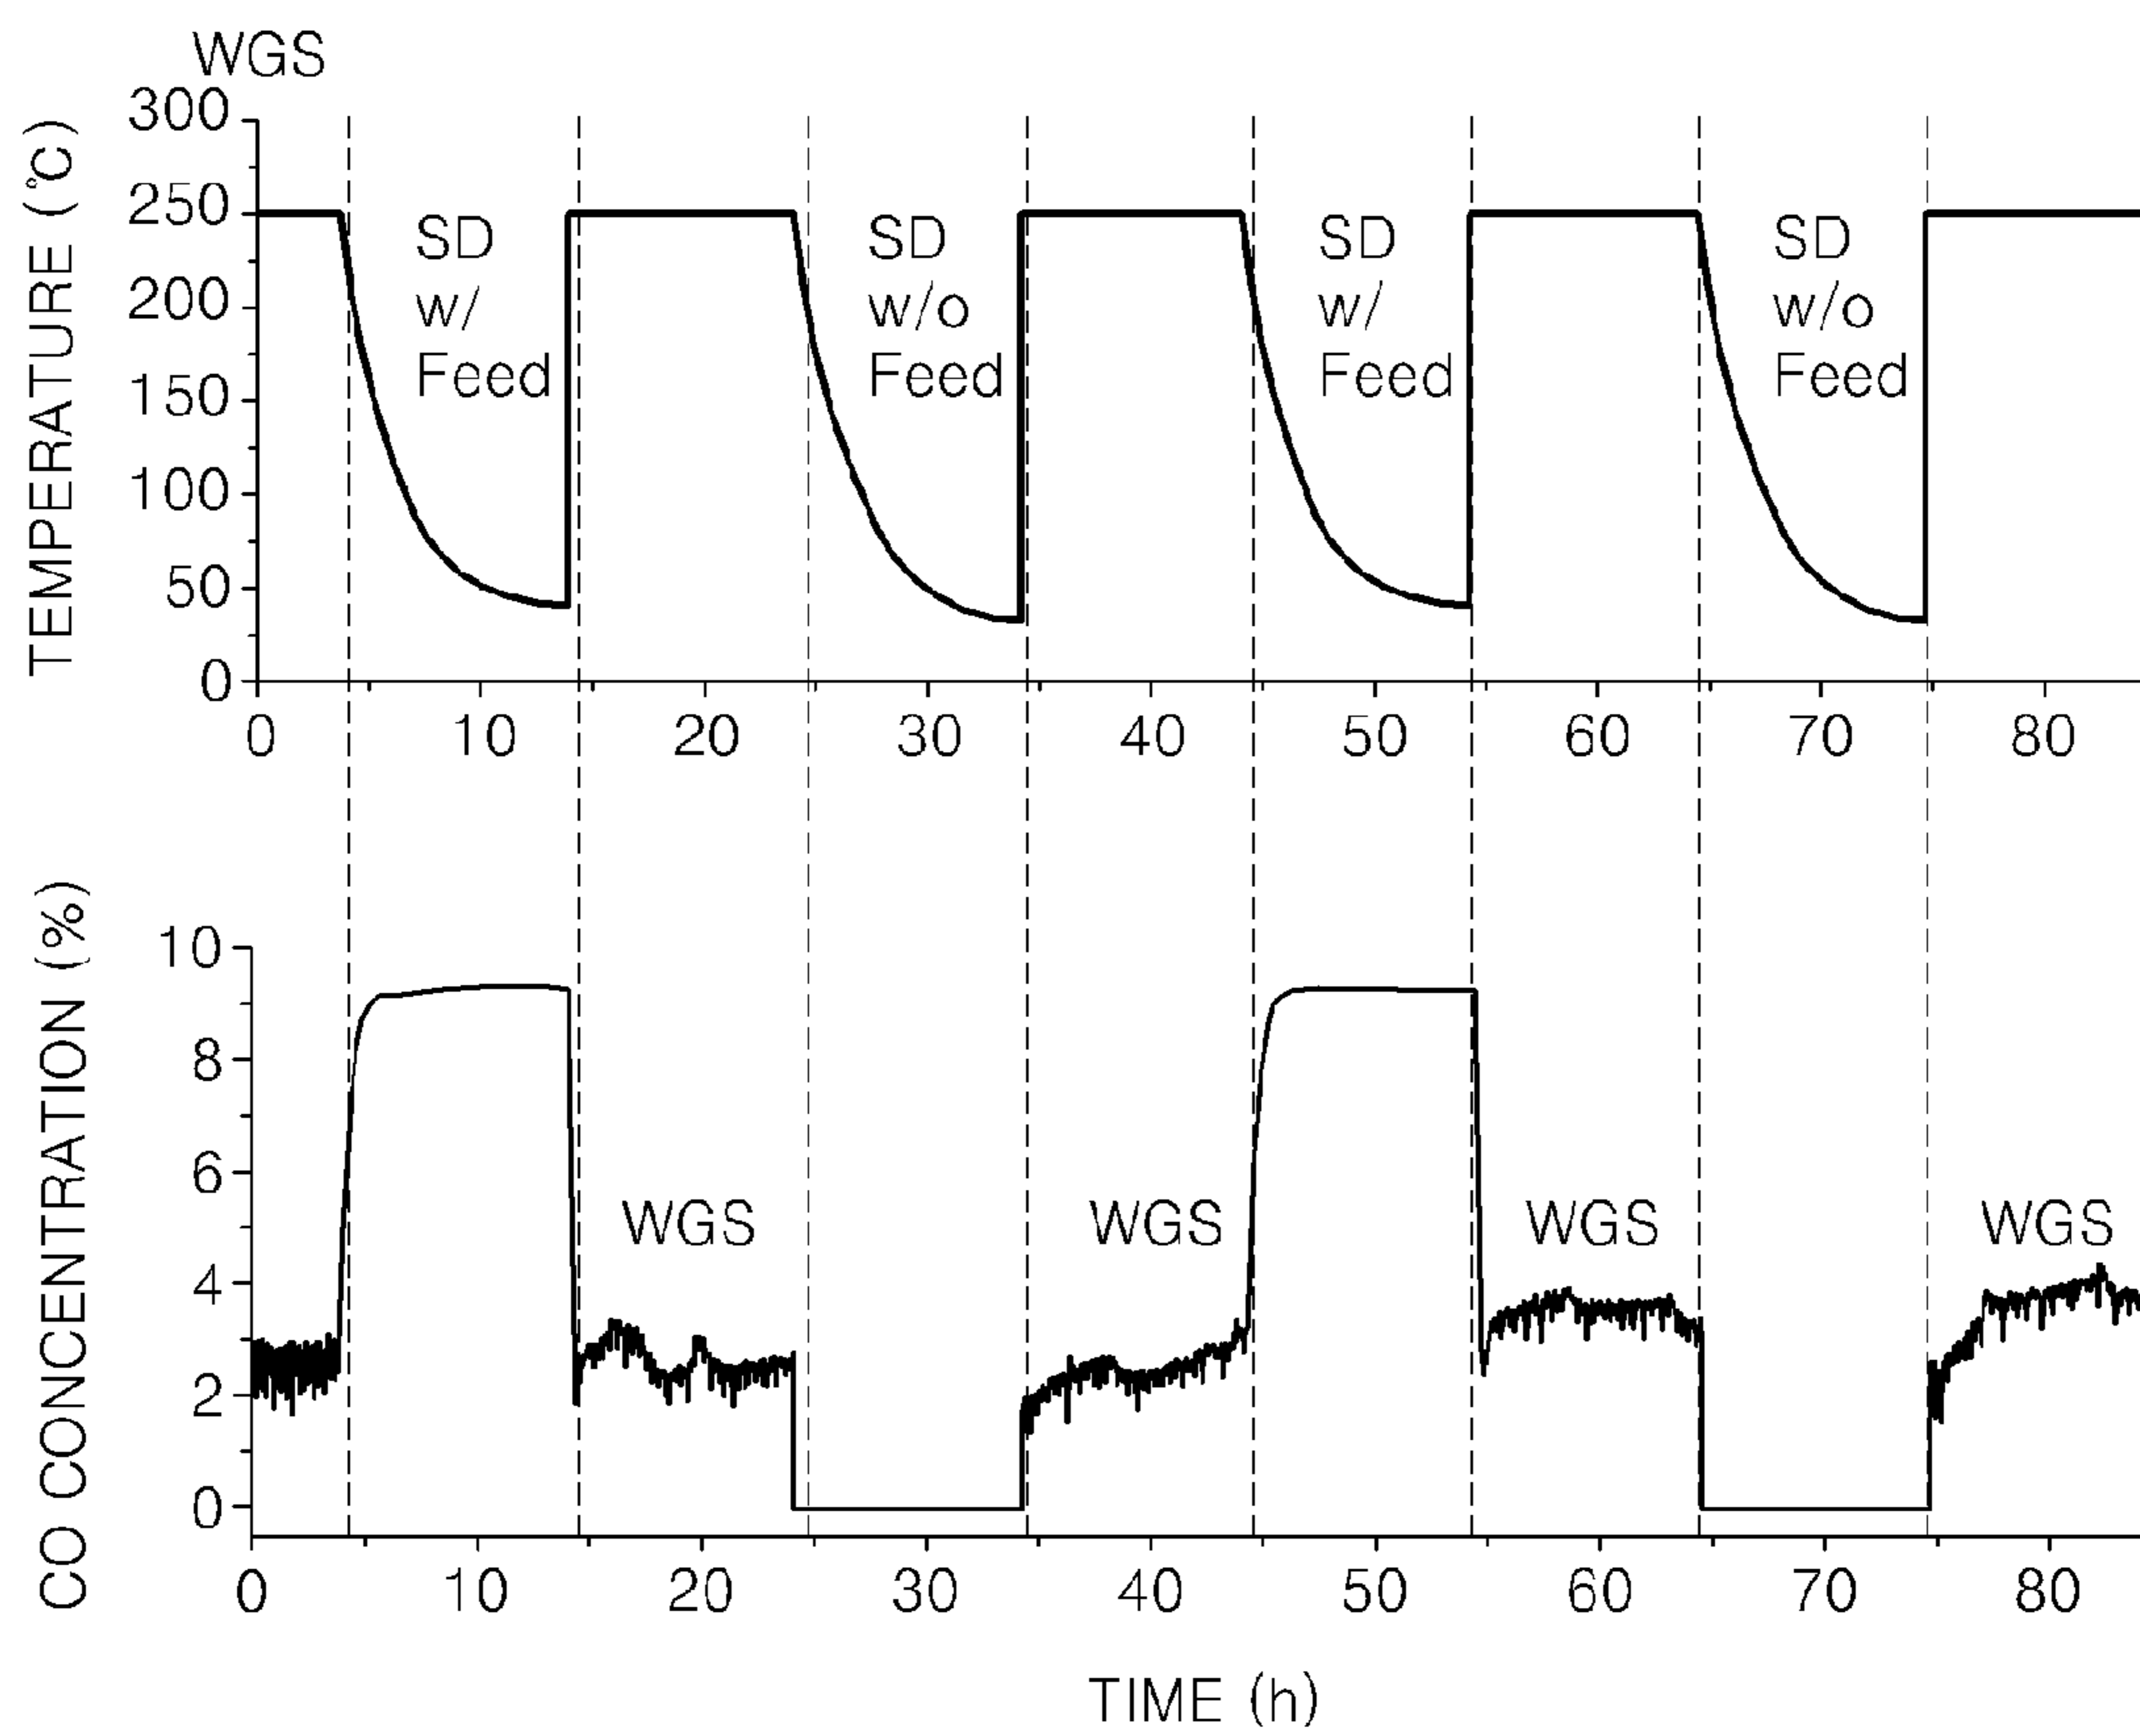 WGS
TEMPERATURE (℃)
300
250
200
150
100
50
0
SD
w/
Feed
SD
w/o
Feed
SD
w/
Feed
SD
w/o
Feed
0 10 20 30 40 50 60 70 80
CO CONCENTRATION (%)
10
8
6
4
2
0
WGS WGS WGS WGS
0 10 20 30 40 50 60 70 80
TIME (h)